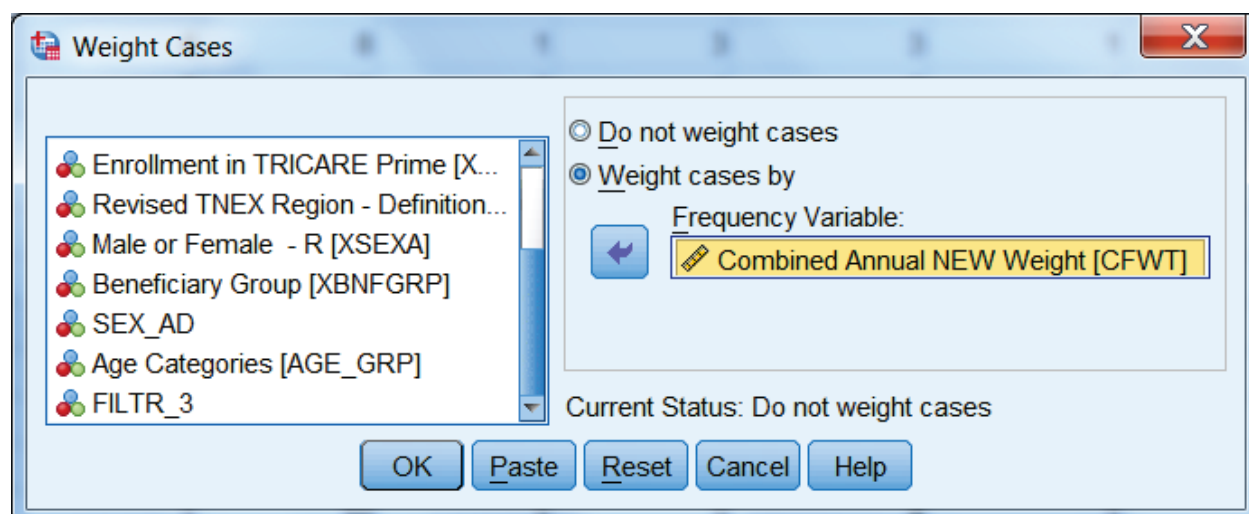 Weight Cases
X
Enrollment in TRICARE Prime [X...
Revised TNEX Region - Definition...
Male or Female - R [XSEXA]
Beneficiary Group [XBNFGRP]
SEX_AD
Age Categories [AGE_GRP]
FILTR_3
Do not weight cases
Weight cases by
Frequency Variable:
Combined Annual NEW Weight [CFWT]
Current Status: Do not weight cases
OK Paste Reset Cancel Help